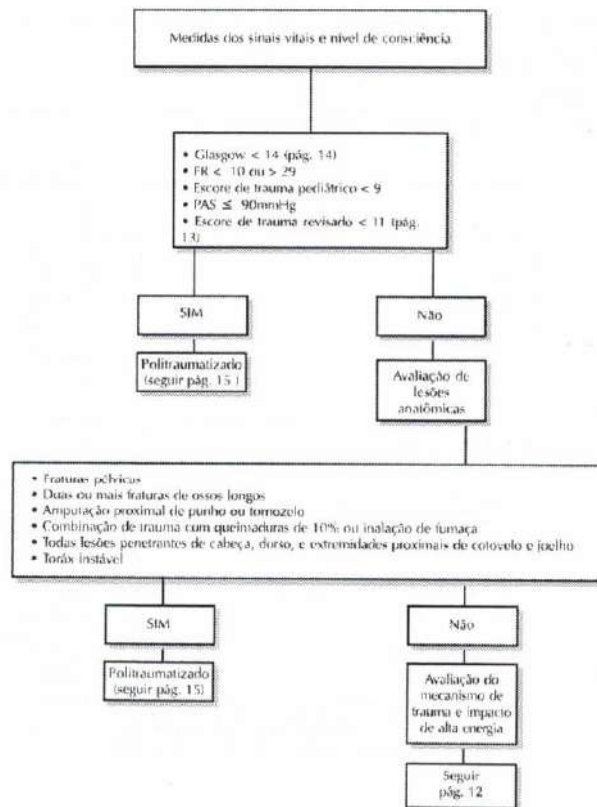 Medidas dos sinais vitais e nível de consciência
• Glasgow < 14 (pág. 14)
• FR < 10 ou > 29
• Escore de trauma pediátrico < 9
• PAS ≤ 90mmHg
• Escore de trauma revisado < 11 (pág.
13)
SIM
Não
Politraumatizado
(seguir pág. 15 )
Avaliação de
lesões
anatômicas
• Fraturas pélvicas
• Duas ou mais fraturas de ossos longos
• Amputação proximal de punho ou tornozelo
• Combinação de trauma com queimaduras de 10% ou inalação de fumaça
• Todas lesões penetrantes de cabeça, dorso, e extremidades proximais de cotovelo e joelho
• Toráx instável
SIM
Não
Politraumatizado
(seguir pág. 15)
Avaliação do
mecanismo de
trauma e impacto
de alta energia
Seguir
pág. 12